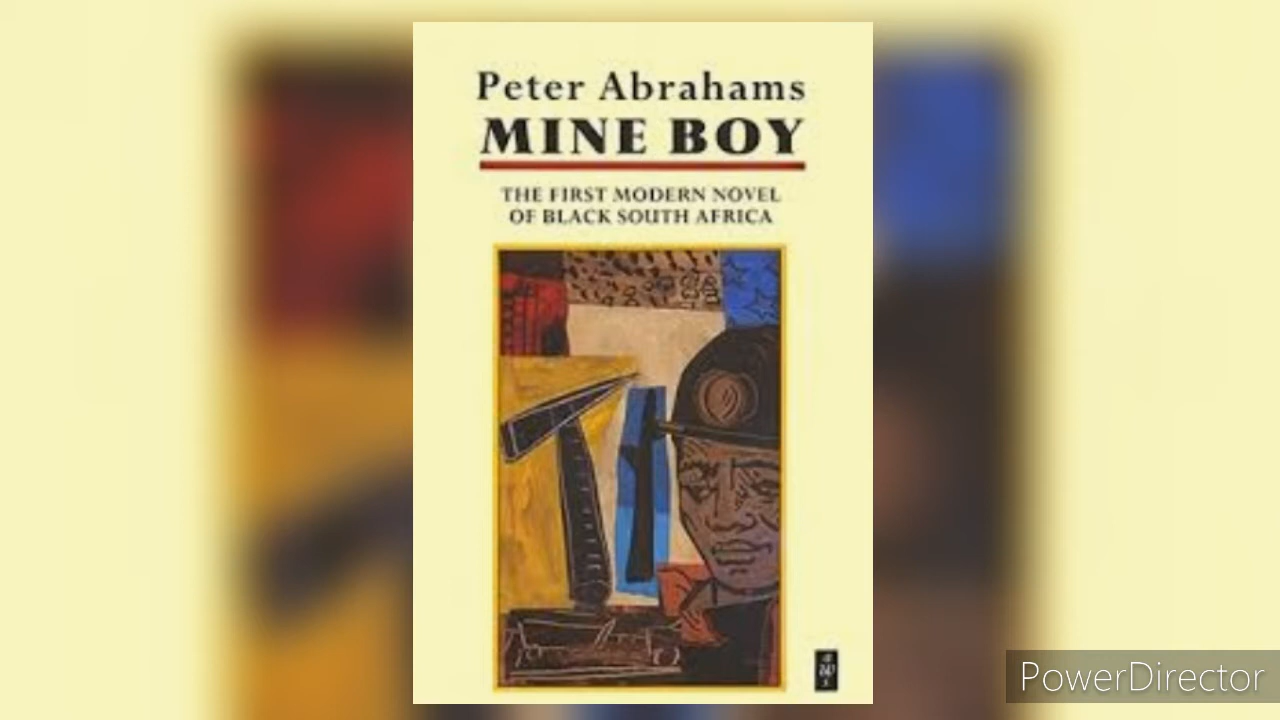 Peter Abrahams
MINE BOY
THE FIRST MODERN NOVEL
OF BLACK SOUTH AFRICA
PowerDirector